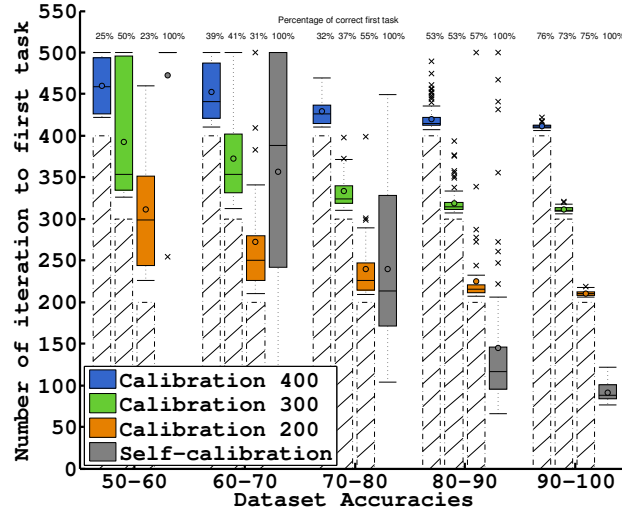 Percentage of correct first task
25% 50% 23% 100% 39% 41% 31% 100% 32% 37% 55% 100% 53% 53% 57% 100% 76% 73% 75% 100%
Number of iteration to first task
550
500
450
400
350
300
250
200
150
100
50
0
Calibration 400
Calibration 300
Calibration 200
Self-calibration
50-60 60-70 70-80 80-90 90-100
Dataset Accuracies